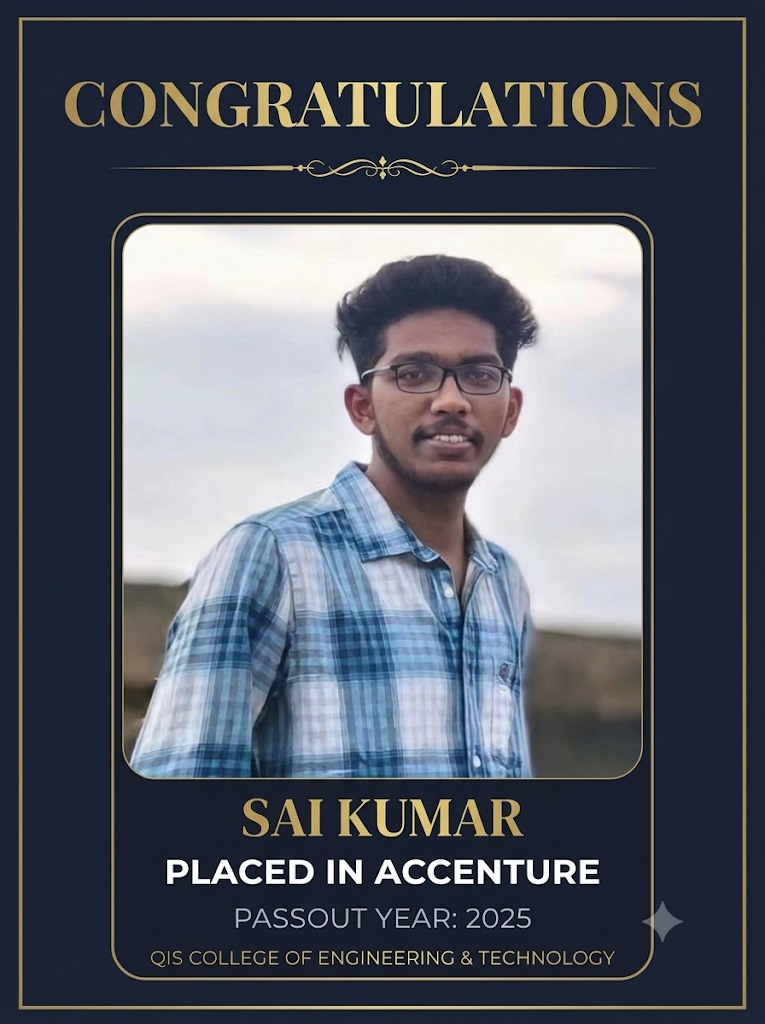 CONGRATULATIONS
SAI KUMAR
PLACED IN ACCENTURE
PASSOUT YEAR: 2025
QIS COLLEGE OF ENGINEERING & TECHNOLOGY